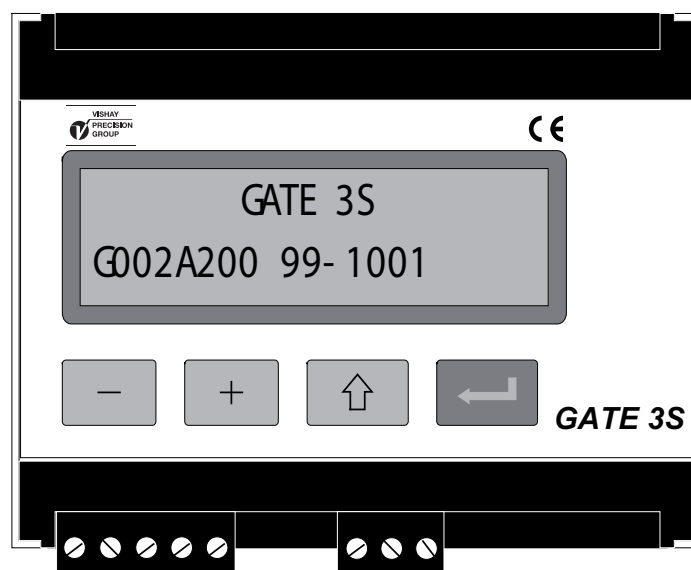 VISHAY
PRECISION
GROUP
CE
GATE 3S
G002A200 99-1001
- +
GATE 3S